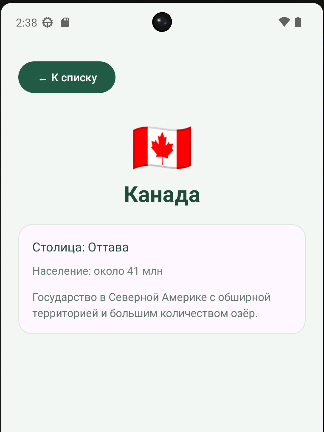 2:38
← К списку
Канада
Столица: Оттава
Население: около 41 млн
Государство в Северной Америке с обширной
территорией и большим количеством озёр.